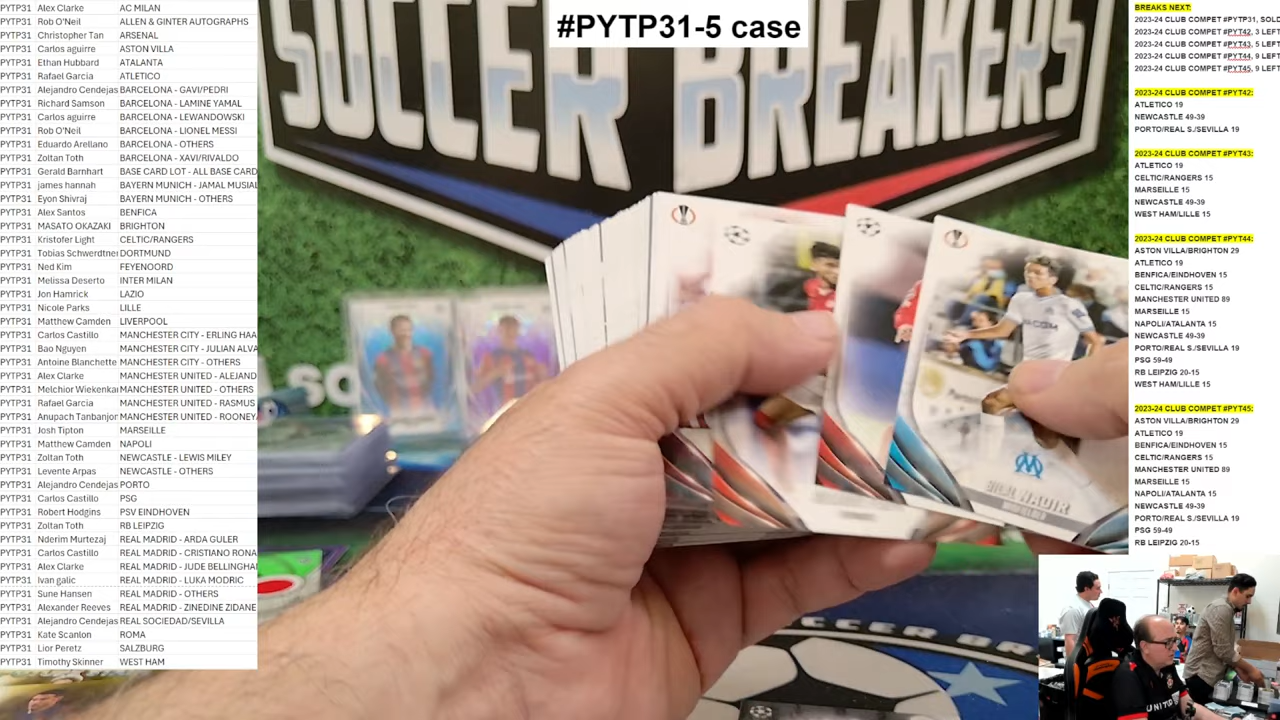 #PYTP31-5 case
SOCCER BREAKERS
PYTP31 Alex Clarke AC MILAN
PYTP31 Rob O'Neil ALLEN & GINTER AUTOGRAPHS
PYTP31 Christopher Tan ARSENAL
PYTP31 Carlos aguirre ASTON VILLA
PYTP31 Ethan Hubbard ATALANTA
PYTP31 Rafael Garcia ATLETICO
PYTP31 Alejandro Cendejas BARCELONA - GAVI/PEDRI
PYTP31 Richard Samson BARCELONA - LAMINE YAMAL
PYTP31 Carlos aguirre BARCELONA - LEWANDOWSKI
PYTP31 Rob O'Neil BARCELONA - LIONEL MESSI
PYTP31 Eduardo Arellano BARCELONA - OTHERS
PYTP31 Zoltan Toth BARCELONA - XAVI/RIVALDO
PYTP31 Gerald Barnhart BASE CARD LOT - ALL BASE CARD
PYTP31 james hannah BAYERN MUNICH - JAMAL MUSIAL
PYTP31 Eyon Shivraj BAYERN MUNICH - OTHERS
PYTP31 Alex Santos BENFICA
PYTP31 MASATO OKAZAKI BRIGHTON
PYTP31 Kristofer Light CELTIC/RANGERS
PYTP31 Tobias Schwerdtner DORTMUND
PYTP31 Ned Kim FEYENOORD
PYTP31 Melissa Deserto INTER MILAN
PYTP31 Jon Hamrick LAZIO
PYTP31 Nicole Parks LILLE
PYTP31 Matthew Camden LIVERPOOL
PYTP31 Carlos Castillo MANCHESTER CITY - ERLING HAA
PYTP31 Bao Nguyen MANCHESTER CITY - JULIAN ALVA
PYTP31 Antoine Blanchette MANCHESTER CITY - OTHERS
PYTP31 Alex Clarke MANCHESTER UNITED - ALEJAND
PYTP31 Melchior Wiekenka MANCHESTER UNITED - OTHERS
PYTP31 Rafael Garcia MANCHESTER UNITED - RASMUS
PYTP31 Anupach Tanbanjor MANCHESTER UNITED - ROONEY
PYTP31 Josh Tipton MARSEILLE
PYTP31 Matthew Camden NAPOLI
PYTP31 Zoltan Toth NEWCASTLE - LEWIS MILEY
PYTP31 Levente Arpas NEWCASTLE - OTHERS
PYTP31 Alejandro Cendejas PORTO
PYTP31 Carlos Castillo PSG
PYTP31 Robert Hodgins PSV EINDHOVEN
PYTP31 Zoltan Toth RB LEIPZIG
PYTP31 Nderim Murtezaj REAL MADRID - ARDA GULER
PYTP31 Carlos Castillo REAL MADRID - CRISTIANO RONA
PYTP31 Alex Clarke REAL MADRID - JUDE BELLINGHA
PYTP31 Ivan galic REAL MADRID - LUKA MODRIC
PYTP31 Sune Hansen REAL MADRID - OTHERS
PYTP31 Alexander Reeves REAL MADRID - ZINEDINE ZIDANE
PYTP31 Alejandro Cendejas REAL SOCIEDAD/SEVILLA
PYTP31 Kate Scanlon ROMA
PYTP31 Lior Peretz SALZBURG
PYTP31 Timothy Skinner WEST HAM
BREAKS NEXT:
2023-24 CLUB COMPET #PYTP31, SOLD
2023-24 CLUB COMPET #PYT42, 3 LEFT
2023-24 CLUB COMPET #PYT43, 5 LEFT
2023-24 CLUB COMPET #PYT44, 9 LEFT
2023-24 CLUB COMPET #PYT45, 9 LEFT
2023-24 CLUB COMPET #PYT42:
ATLETICO 19
NEWCASTLE 49-39
PORTO/REAL S./SEVILLA 19
2023-24 CLUB COMPET #PYT43:
ATLETICO 19
CELTIC/RANGERS 15
MARSEILLE 15
NEWCASTLE 49-39
WEST HAM/LILLE 15
2023-24 CLUB COMPET #PYT44:
ASTON VILLA/BRIGHTON 29
ATLETICO 19
BENFICA/EINDHOVEN 15
CELTIC/RANGERS 15
MANCHESTER UNITED 89
MARSEILLE 15
NAPOLI/ATALANTA 15
NEWCASTLE 49-39
PORTO/REAL S./SEVILLA 19
PSG 59-49
RB LEIPZIG 20-15
WEST HAM/LILLE 15
2023-24 CLUB COMPET #PYT45:
ASTON VILLA/BRIGHTON 29
ATLETICO 19
BENFICA/EINDHOVEN 15
CELTIC/RANGERS 15
MANCHESTER UNITED 89
MARSEILLE 15
NAPOLI/ATALANTA 15
NEWCASTLE 49-39
PORTO/REAL S./SEVILLA 19
PSG 59-49
RB LEIPZIG 20-15
BILAL NADIR
UNITED